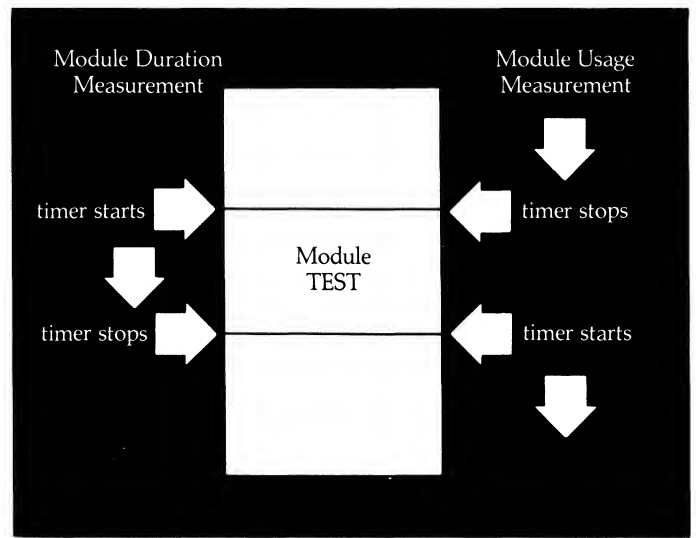 Module Duration
Measurement
Module Usage
Measurement
timer starts
timer stops
Module
TEST
timer stops
timer starts